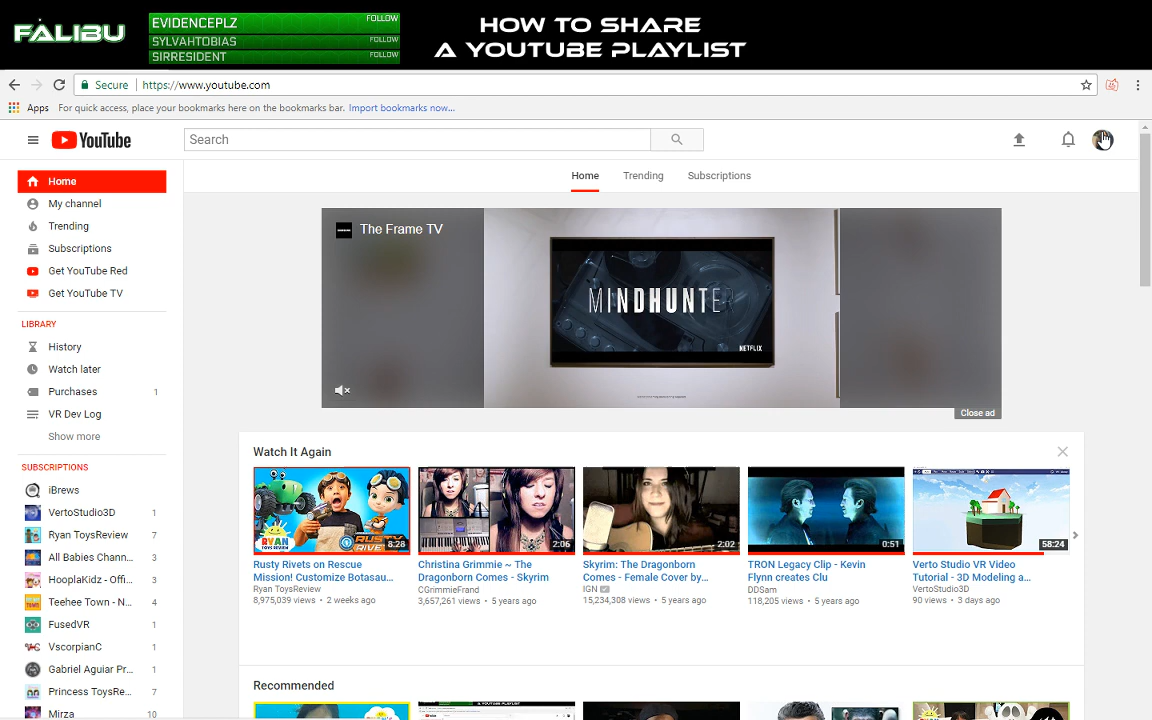 FALIBU
EVIDENCEPLZ FOLLOW
SYLVAHTOBIAS FOLLOW
SIRRESIDENT FOLLOW
HOW TO SHARE
A YOUTUBE PLAYLIST
Secure https://www.youtube.com
Apps For quick access, place your bookmarks here on the bookmarks bar. Import bookmarks now...
YouTube
Search
Home
My channel
Trending
Subscriptions
Get YouTube Red
Get YouTube TV
LIBRARY
History
Watch later
Purchases 1
VR Dev Log
Show more
SUBSCRIPTIONS
iBrews
VertoStudio3D 1
Ryan ToysReview 7
All Babies Chann... 3
HooplaKidz - Offi... 3
Teehee Town - N... 4
FusedVR 1
VscorpianC 1
Gabriel Aguiar Pr... 1
Princess ToysRe... 7
Mirza 10
Home Trending Subscriptions
The Frame TV
MINDHUNTER
NETFLIX
Close ad
Watch It Again
8:28
Rusty Rivets on Rescue
Mission! Customize Botasau...
Ryan ToysReview
8,975,039 views • 2 weeks ago
2:06
Christina Grimmie ~ The
Dragonborn Comes - Skyrim
CGrimmieFrand
3,657,261 views • 5 years ago
2:02
Skyrim: The Dragonborn
Comes - Female Cover by...
IGN
15,234,308 views • 5 years ago
0:51
TRON Legacy Clip - Kevin
Flynn creates Clu
DDSam
118,205 views • 5 years ago
58:24
Verto Studio VR Video
Tutorial - 3D Modeling a...
VertoStudio3D
90 views • 3 days ago
Recommended